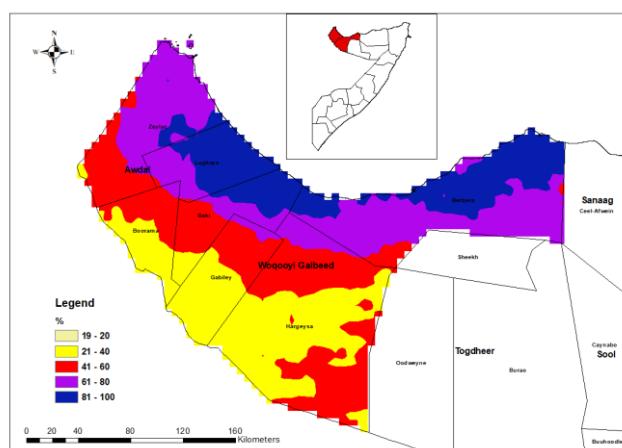 N
W E
S
Zeylac
Lughaye
Awdal
Baki
Boorama
Berbera
Sanaag
Ceel-Afwein
Woqooyi Galbeed
Sheekh
Gabiley
Hargeysa
Oodweyne
Togdheer
Burao
Caynabo
Sool
Buuhoodle
Legend
%
19 - 20
21 - 40
41 - 60
61 - 80
81 - 100
0 20 40 80 120 160
Kilometers